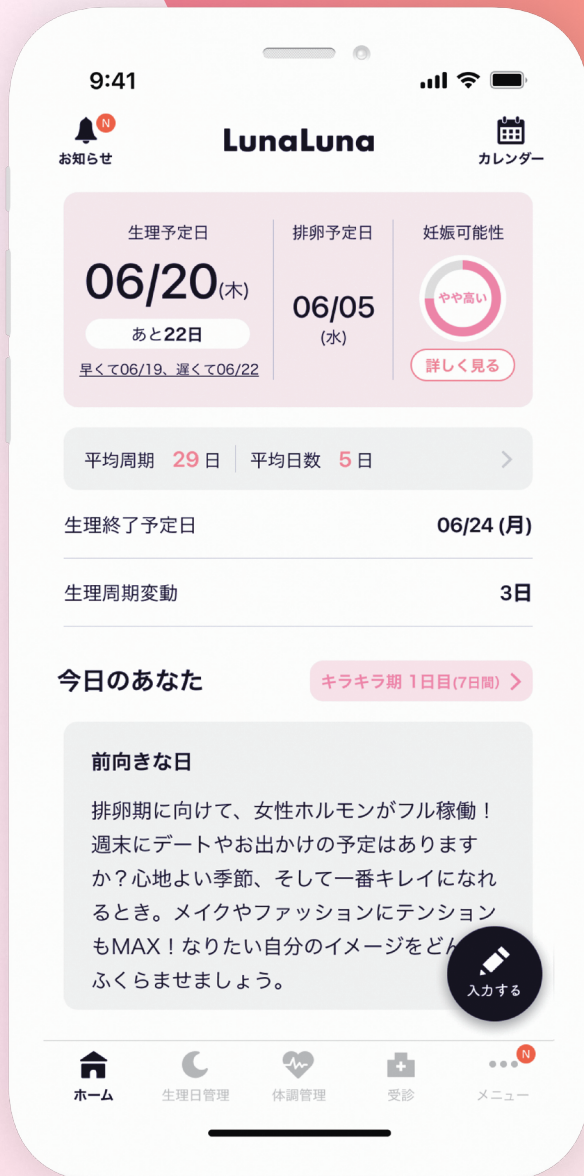 9:41
N
お知らせ
LunaLuna
カレンダー
生理予定日
06/20(木)
あと22日
早くて06/19、遅くて06/22
排卵予定日
06/05
(水)
妊娠可能性
やや高い
詳しく見る
平均周期 29 日
平均日数 5 日
生理終了予定日
06/24 (月)
生理周期変動
3日
今日のあなた
キラキラ期 1日目(7日間)
前向きな日
排卵期に向けて、女性ホルモンがフル稼働！
週末にデートやお出かけの予定はあります
か？心地よい季節、そして一番キレイになれ
るとき。メイクやファッションにテンション
もMAX！なりたい自分のイメージをどん
ふくらませましょう。
入力する
ホーム
生理日管理
体調管理
受診
N
メニュー